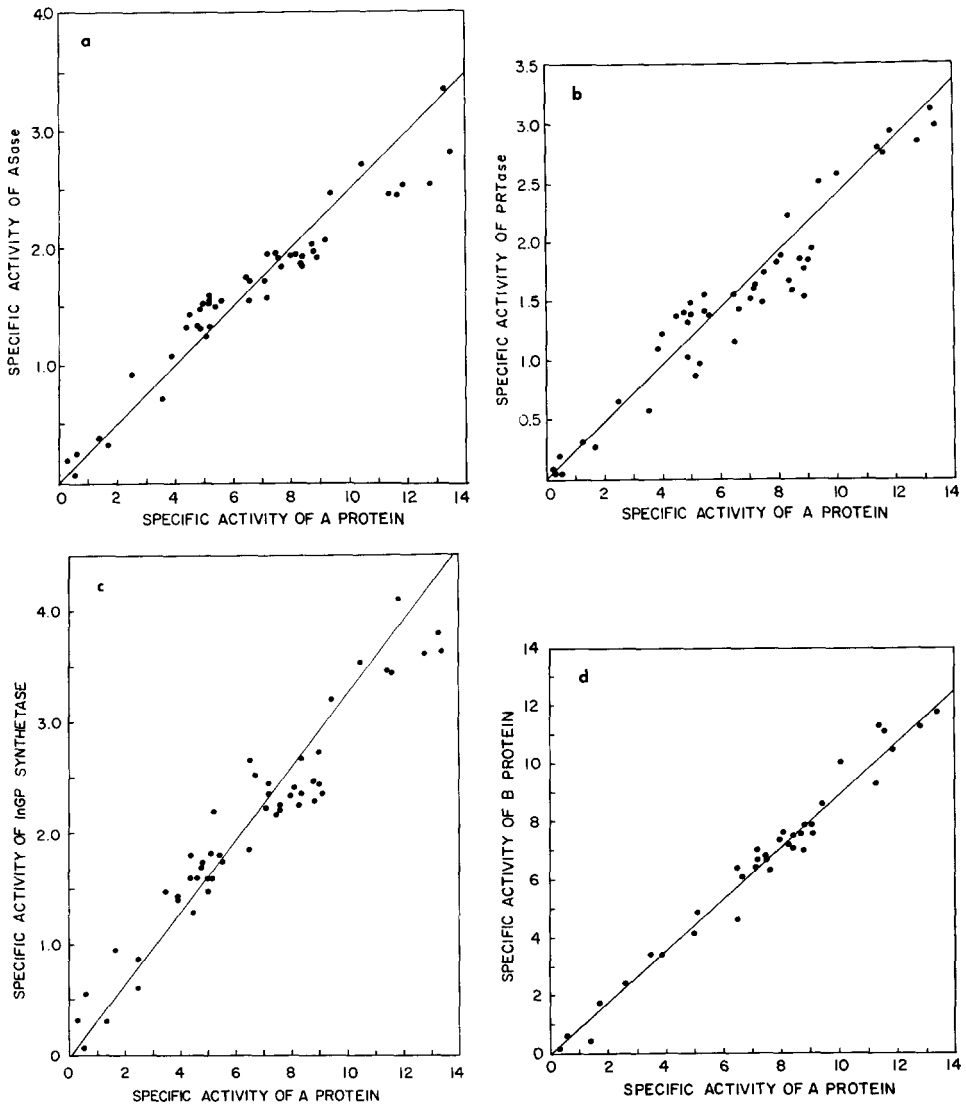 a
SPECIFIC ACTIVITY OF ASase
4.0
3.0
2.0
1.0
0 2 4 6 8 10 12 14
SPECIFIC ACTIVITY OF A PROTEIN
b
SPECIFIC ACTIVITY OF PRTase
3.5
3.0
2.5
2.0
1.5
1.0
0.5
0 2 4 6 8 10 12 14
SPECIFIC ACTIVITY OF A PROTEIN
c
SPECIFIC ACTIVITY OF InGP SYNTHETASE
4.0
3.0
2.0
1.0
0
0 2 4 6 8 10 12 14
SPECIFIC ACTIVITY OF A PROTEIN
d
SPECIFIC ACTIVITY OF B PROTEIN
14
12
10
8
6
4
2
0
0 2 4 6 8 10 12 14
SPECIFIC ACTIVITY OF A PROTEIN